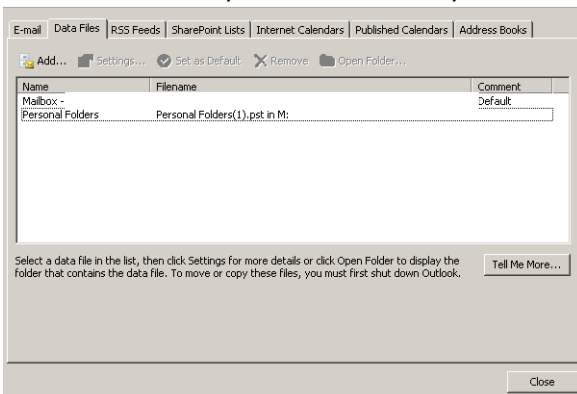 E-mail Data Files RSS Feeds SharePoint Lists Internet Calendars Published Calendars Address Books
Add... Settings... Set as Default Remove Open Folder...
Name Filename Comment
Mailbox - Default
Personal Folders Personal Folders(1).pst in M:
Select a data file in the list, then click Settings for more details or click Open Folder to display the
folder that contains the data file. To move or copy these files, you must first shut down Outlook.
Tell Me More...
Close